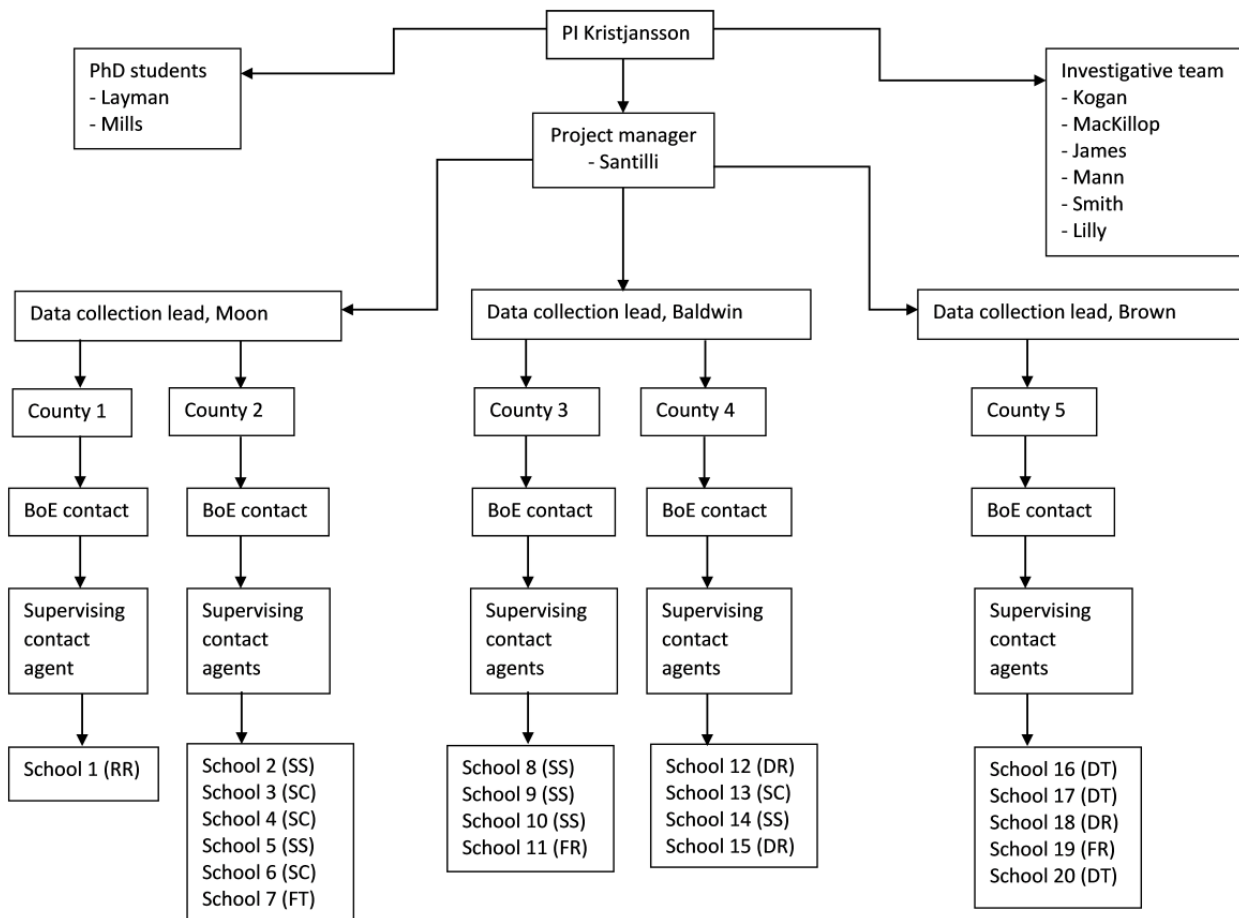 PI Kristjansson
PhD students
- Layman
- Mills
Investigative team
- Kogan
- MacKillop
- James
- Mann
- Smith
- Lilly
Project manager
- Santilli
Data collection lead, Moon
Data collection lead, Baldwin
Data collection lead, Brown
County 1
County 2
County 3
County 4
County 5
BoE contact
BoE contact
BoE contact
BoE contact
BoE contact
Supervising
contact
agent
Supervising
contact
agents
Supervising
contact
agents
Supervising
contact
agents
Supervising
contact
agents
School 1 (RR)
School 2 (SS)
School 3 (SC)
School 4 (SC)
School 5 (SS)
School 6 (SC)
School 7 (FT)
School 8 (SS)
School 9 (SS)
School 10 (SS)
School 11 (FR)
School 12 (DR)
School 13 (SC)
School 14 (SS)
School 15 (DR)
School 16 (DT)
School 17 (DT)
School 18 (DR)
School 19 (FR)
School 20 (DT)